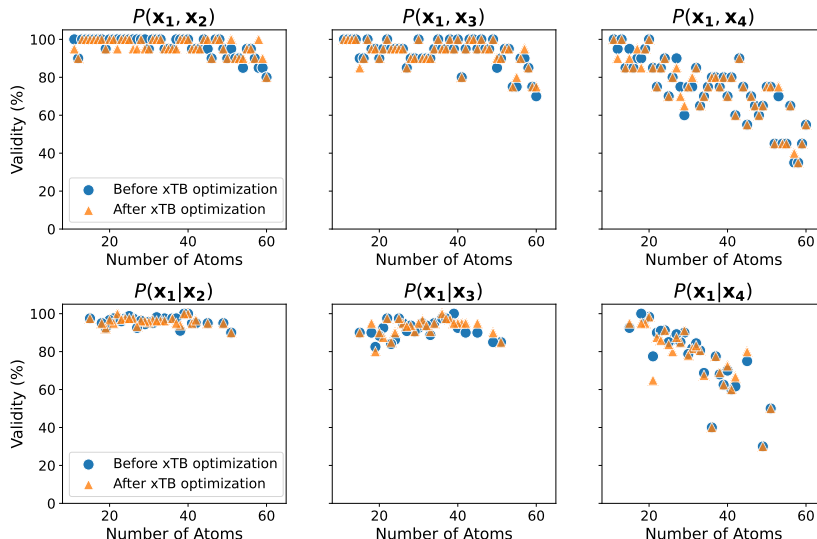 P(x₁, x₂)
P(x₁, x₃)
P(x₁, x₄)
Validity (%)
100
80
60
40
20
0
Before xTB optimization
After xTB optimization
20 40 60
20 40 60
20 40 60
Number of Atoms
Number of Atoms
Number of Atoms
P(x₁|x₂)
P(x₁|x₃)
P(x₁|x₄)
Validity (%)
100
80
60
40
20
0
Before xTB optimization
After xTB optimization
20 40 60
20 40 60
20 40 60
Number of Atoms
Number of Atoms
Number of Atoms